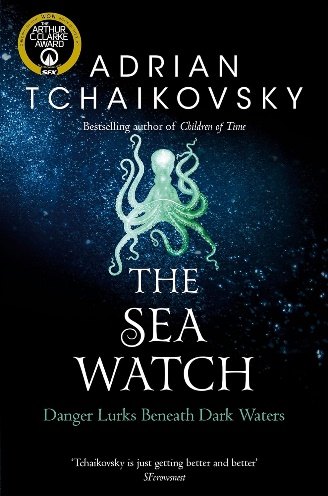 THE
ARTHUR
C.CLARKE
AWARD
SFX
ADRIAN
TCHAIKOVSKY
Bestselling author of Children of Time
THE
SEA
WATCH
Danger Lurks Beneath Dark Waters
'Tchaikovsky is just getting better and better'
SFcrowsnest